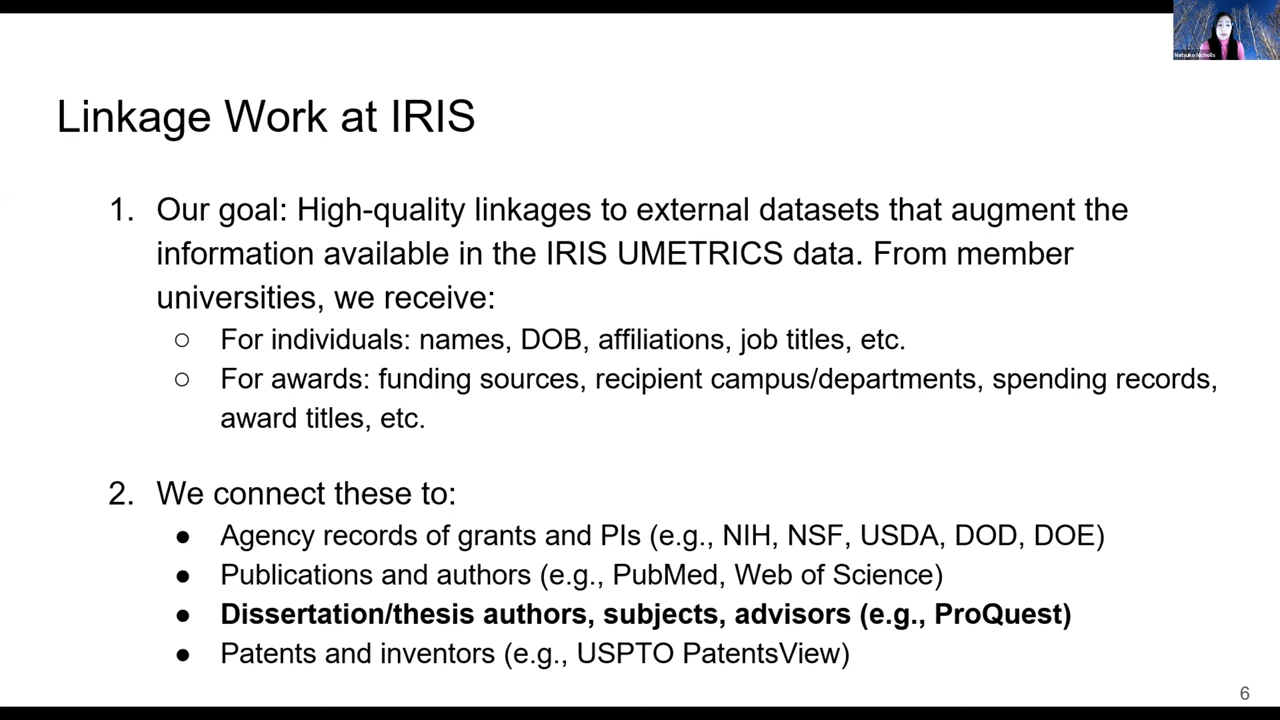 Natsuko Nicholls
Linkage Work at IRIS
1. Our goal: High-quality linkages to external datasets that augment the
information available in the IRIS UMETRICS data. From member
universities, we receive:
○ For individuals: names, DOB, affiliations, job titles, etc.
○ For awards: funding sources, recipient campus/departments, spending records,
award titles, etc.
2. We connect these to:
● Agency records of grants and PIs (e.g., NIH, NSF, USDA, DOD, DOE)
● Publications and authors (e.g., PubMed, Web of Science)
● Dissertation/thesis authors, subjects, advisors (e.g., ProQuest)
● Patents and inventors (e.g., USPTO PatentsView)
6